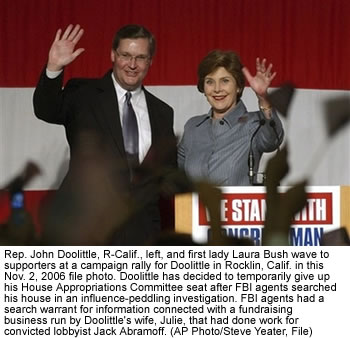 WE STAND WITH
CONGRESSMAN
Rep. John Doolittle, R-Calif., left, and first lady Laura Bush wave to
supporters at a campaign rally for Doolittle in Rocklin, Calif. in this
Nov. 2, 2006 file photo. Doolittle has decided to temporarily give up
his House Appropriations Committee seat after FBI agents searched
his house in an influence-peddling investigation. FBI agents had a
search warrant for information connected with a fundraising
business run by Doolittle's wife, Julie, that had done work for
convicted lobbyist Jack Abramoff. (AP Photo/Steve Yeater, File)